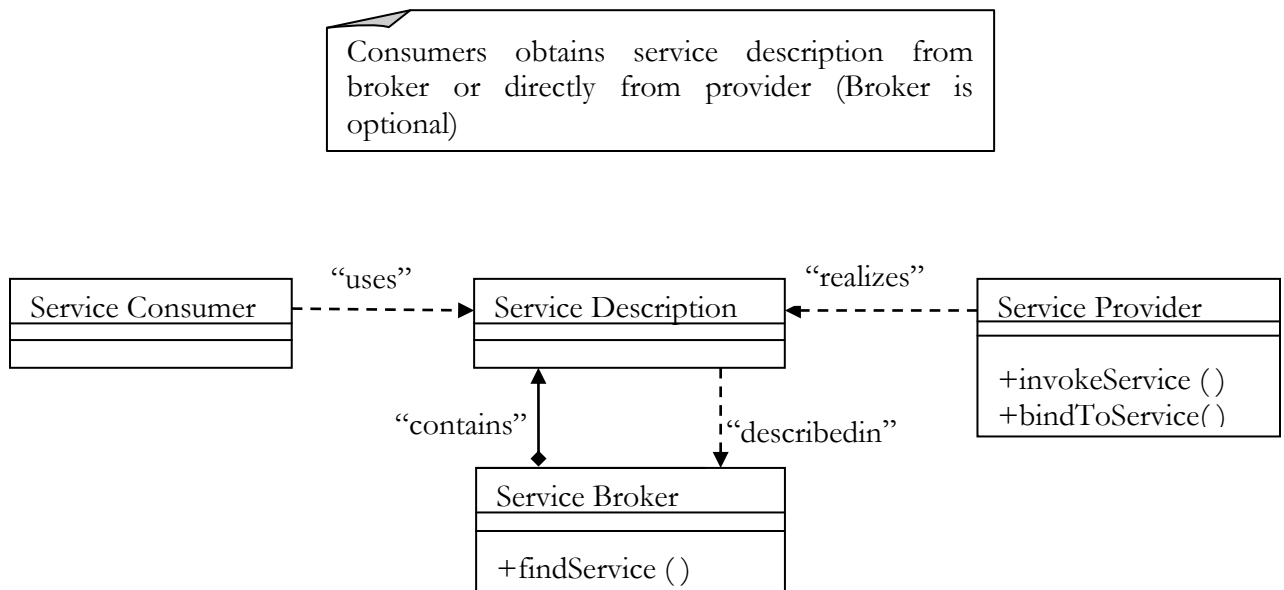 Consumers obtains service description from
broker or directly from provider (Broker is
optional)
“uses”
“realizes”
Service Consumer
Service Description
Service Provider
+invokeService ( )
+bindToService( )
“contains”
“describedin”
Service Broker
+findService ( )